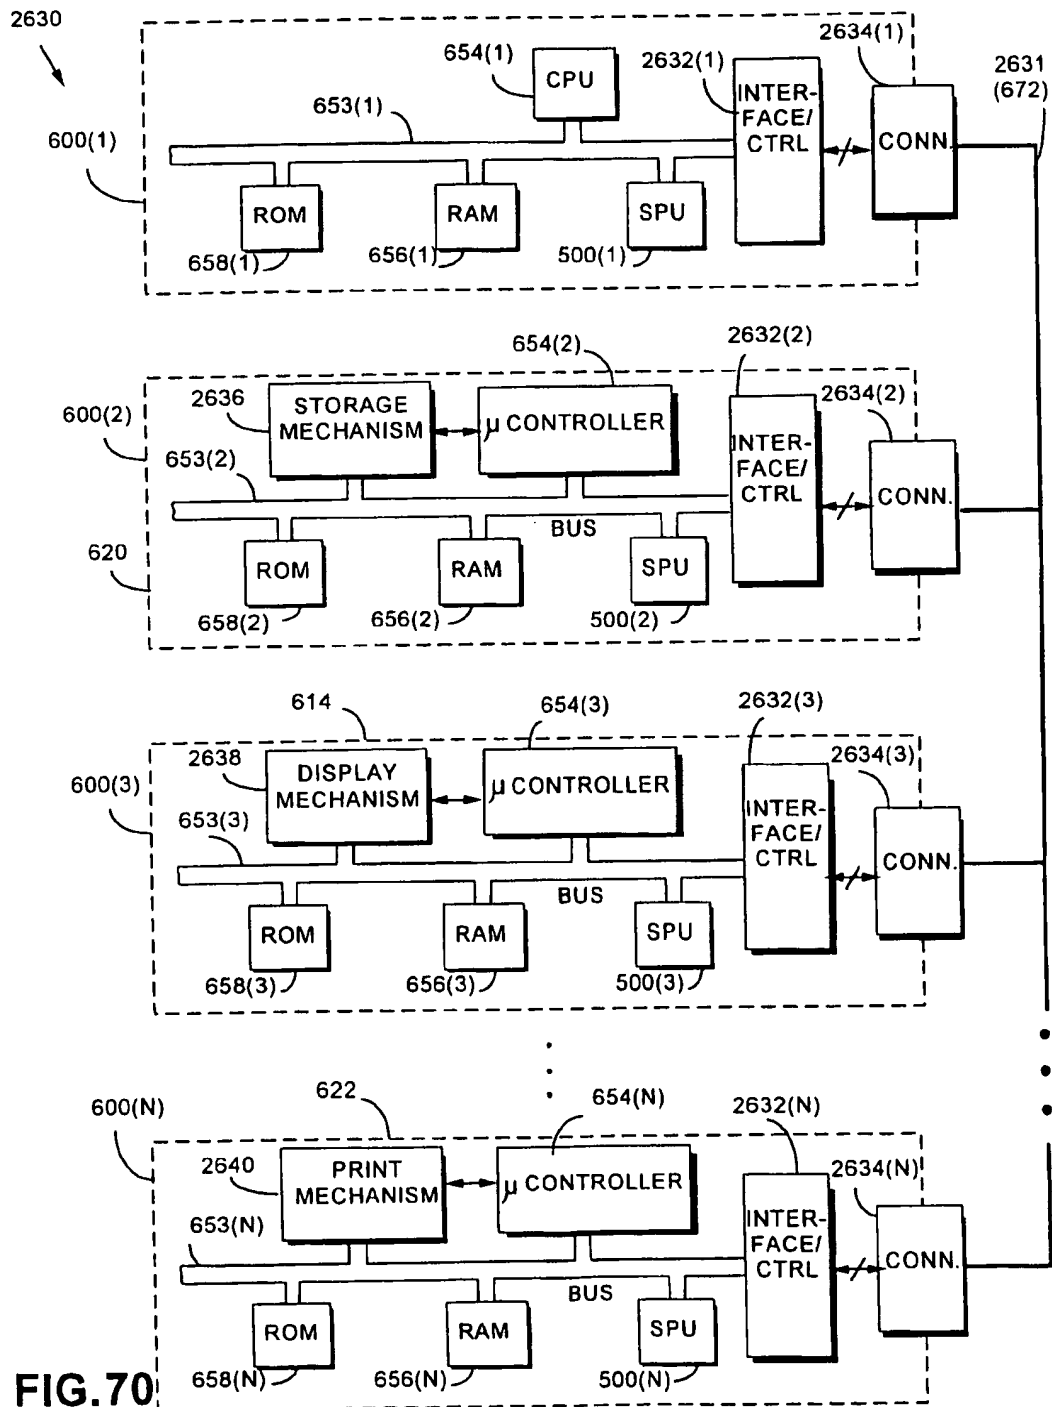 2630
600(1)
653(1)
654(1)
CPU
2632(1)
INTER-
FACE/
CTRL
2634(1)
CONN.
2631
(672)
ROM
658(1)
RAM
656(1)
SPU
500(1)
600(2)
620
2636
STORAGE
MECHANISM
654(2)
µ CONTROLLER
653(2)
BUS
2632(2)
INTER-
FACE/
CTRL
2634(2)
CONN.
ROM
658(2)
RAM
656(2)
SPU
500(2)
614
600(3)
2638
DISPLAY
MECHANISM
654(3)
µ CONTROLLER
653(3)
BUS
2632(3)
INTER-
FACE/
CTRL
2634(3)
CONN.
ROM
658(3)
RAM
656(3)
SPU
500(3)
622
600(N)
2640
PRINT
MECHANISM
654(N)
µ CONTROLLER
653(N)
BUS
2632(N)
INTER-
FACE/
CTRL
2634(N)
CONN.
ROM
658(N)
RAM
656(N)
SPU
500(N)
FIG.70